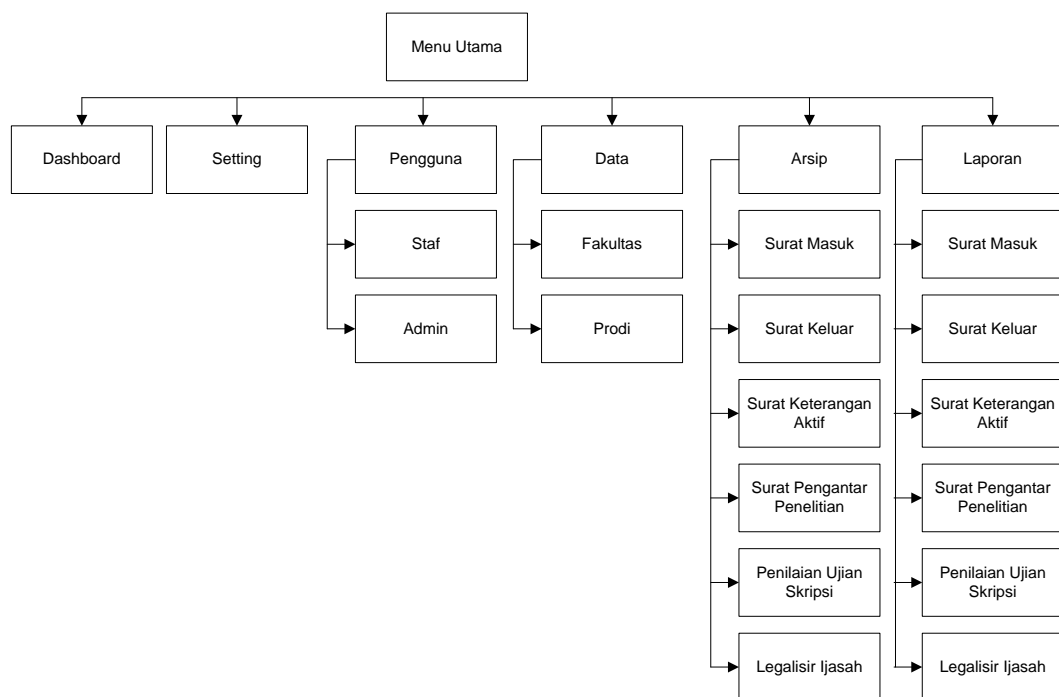 Menu Utama
Dashboard
Setting
Pengguna
Data
Arsip
Laporan
Staf
Fakultas
Surat Masuk
Surat Masuk
Admin
Prodi
Surat Keluar
Surat Keluar
Surat Keterangan
Aktif
Surat Keterangan
Aktif
Surat Pengantar
Penelitian
Surat Pengantar
Penelitian
Penilaian Ujian
Skripsi
Penilaian Ujian
Skripsi
Legalisir Ijasah
Legalisir Ijasah